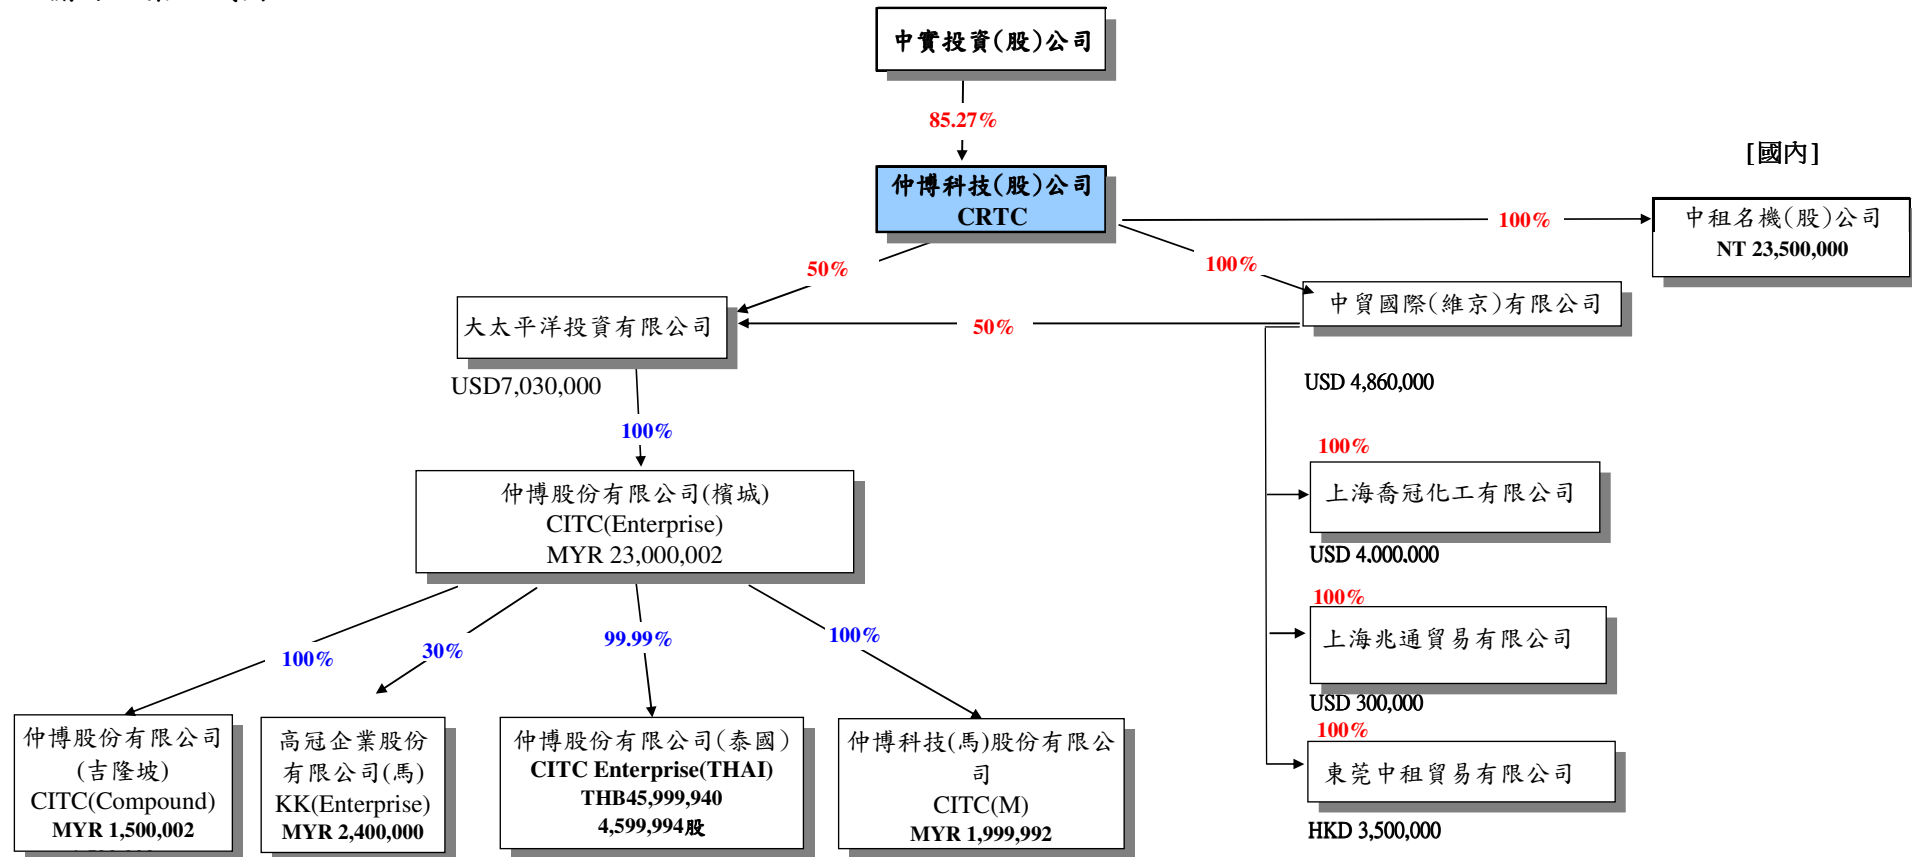 中實投資(股)公司
85.27%
[國內]
仲博科技(股)公司
CRTC
100%
中租名機(股)公司
NT 23,500,000
50%
100%
大太平洋投資有限公司
50%
中貿國際(維京)有限公司
USD7,030,000
USD 4,860,000
100%
仲博股份有限公司(檳城)
CITC(Enterprise)
MYR 23,000,002
100%
上海喬冠化工有限公司
USD 4,000,000
100%
上海兆通貿易有限公司
USD 300,000
100%
東莞中租貿易有限公司
HKD 3,500,000
100%
30%
99.99%
100%
仲博股份有限公司
(吉隆坡)
CITC(Compound)
MYR 1,500,002
高冠企業股份
有限公司(馬)
KK(Enterprise)
MYR 2,400,000
仲博股份有限公司(泰國)
CITC Enterprise(THAI)
THB45,999,940
4,599,994股
仲博科技(馬)股份有限公
司
CITC(M)
MYR 1,999,992